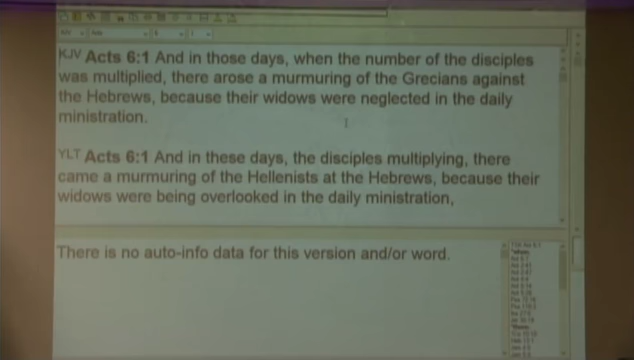 KJV Acts 6:1 And in those days, when the number of the disciples
was multiplied, there arose a murmuring of the Grecians against
the Hebrews, because their widows were neglected in the daily
ministration.
YLT Acts 6:1 And in these days, the disciples multiplying, there
came a murmuring of the Hellenists at the Hebrews, because their
widows were being overlooked in the daily ministration,
There is no auto-info data for this version and/or word.